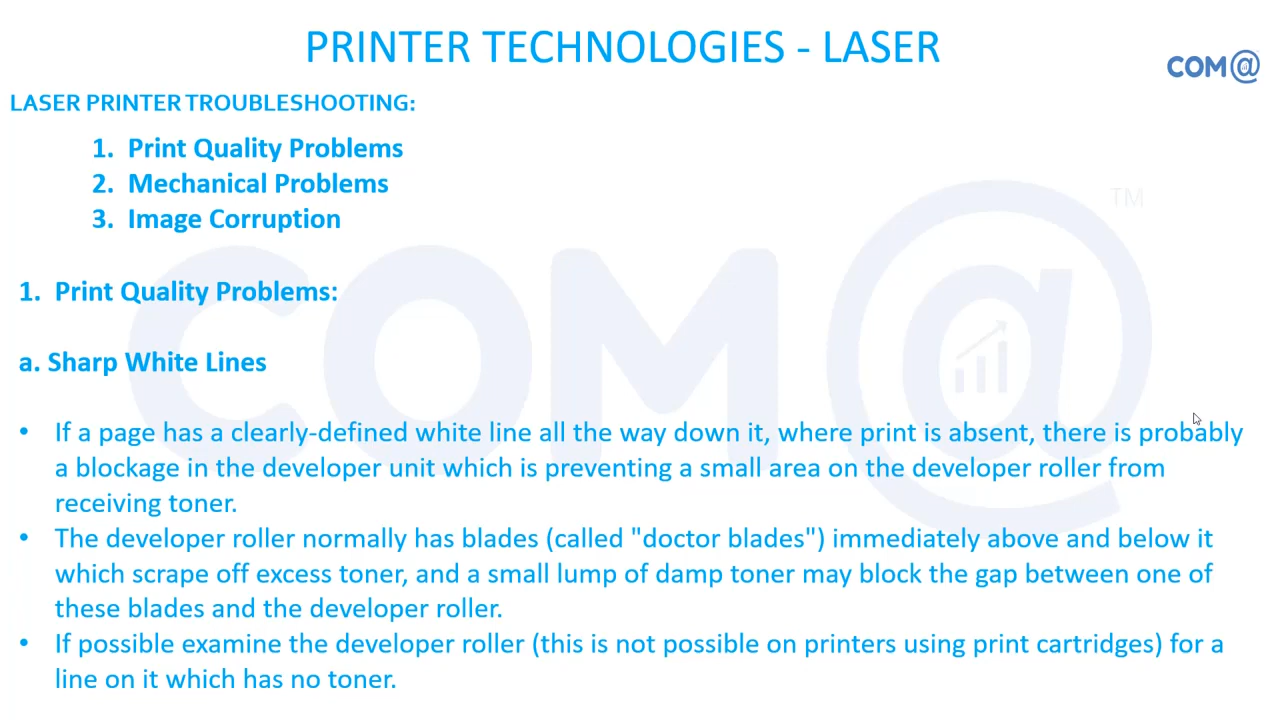 PRINTER TECHNOLOGIES - LASER
COM@
LASER PRINTER TROUBLESHOOTING:
1. Print Quality Problems
2. Mechanical Problems
3. Image Corruption
TM
COM@
1. Print Quality Problems:
a. Sharp White Lines
• If a page has a clearly-defined white line all the way down it, where print is absent, there is probably
a blockage in the developer unit which is preventing a small area on the developer roller from
receiving toner.
• The developer roller normally has blades (called "doctor blades") immediately above and below it
which scrape off excess toner, and a small lump of damp toner may block the gap between one of
these blades and the developer roller.
• If possible examine the developer roller (this is not possible on printers using print cartridges) for a
line on it which has no toner.